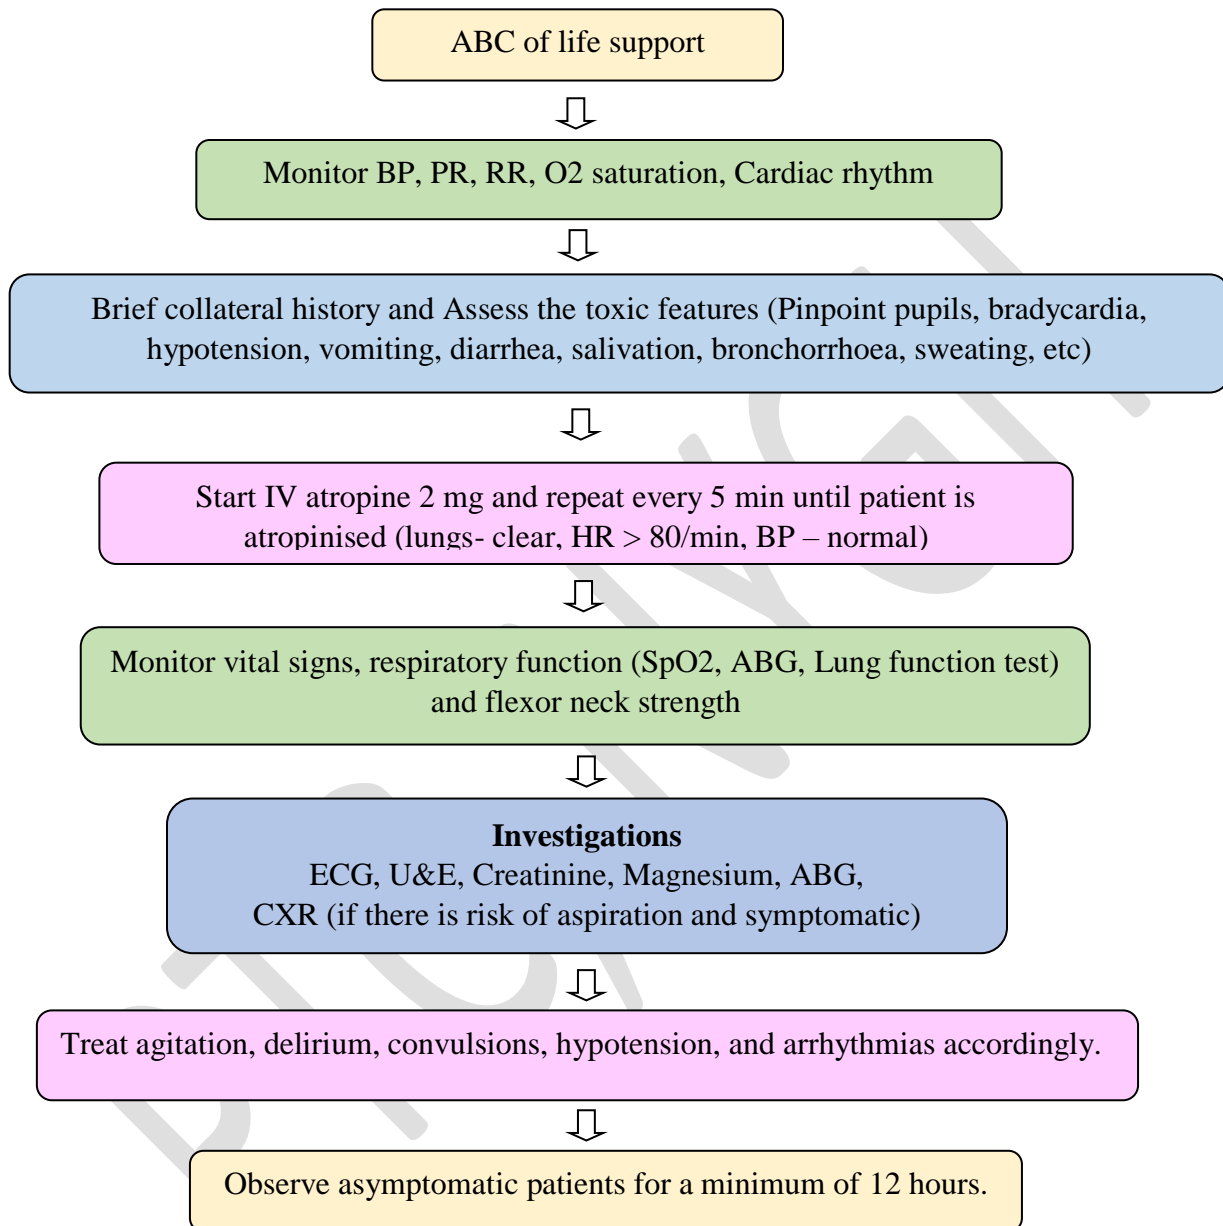 ABC of life support
Monitor BP, PR, RR, O2 saturation, Cardiac rhythm
Brief collateral history and Assess the toxic features (Pinpoint pupils, bradycardia,
hypotension, vomiting, diarrhea, salivation, bronchorrhoea, sweating, etc)
Start IV atropine 2 mg and repeat every 5 min until patient is
atropinised (lungs- clear, HR > 80/min, BP – normal)
Monitor vital signs, respiratory function (SpO2, ABG, Lung function test)
and flexor neck strength
Investigations
ECG, U&E, Creatinine, Magnesium, ABG,
CXR (if there is risk of aspiration and symptomatic)
Treat agitation, delirium, convulsions, hypotension, and arrhythmias accordingly.
Observe asymptomatic patients for a minimum of 12 hours.